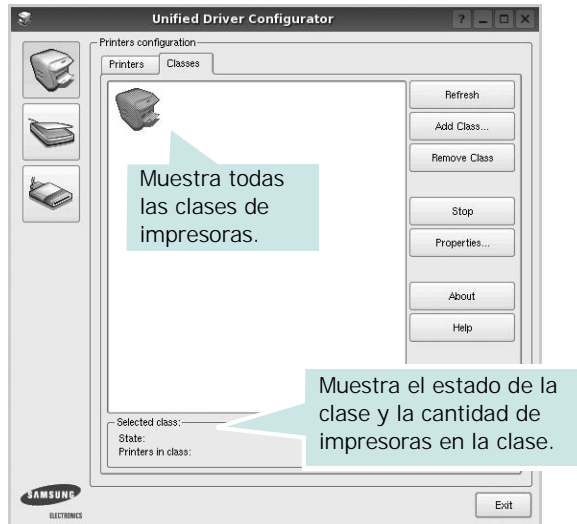 Unified Driver Configurator
Printers configuration
Printers
Classes
Refresh
Add Class...
Remove Class
Muestra todas
las clases de
impresoras.
Stop
Properties...
About
Help
Muestra el estado de la
clase y la cantidad de
impresoras en la clase.
Selected class:
State:
Printers in class:
SAMSUNG
ELECTRONICS
Exit